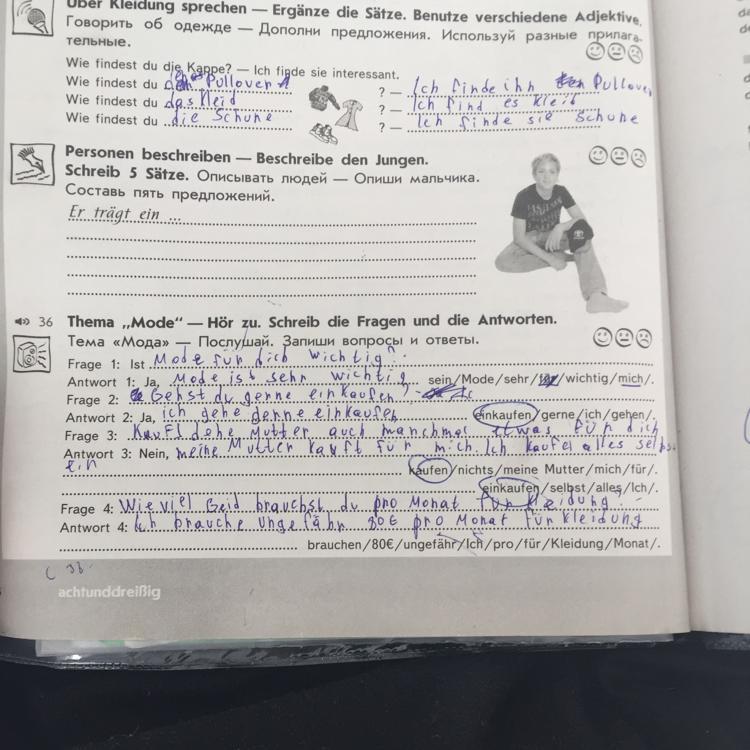 Über Kleidung sprechen — Ergänze die Sätze. Benutze verschiedene Adjektive.
Говорить об одежде — Дополни предложения. Используй разные прилага-
тельные.
Wie findest du die Kappe? — Ich finde sie interessant.
Wie findest du den Pullover ? — Ich finde ihn Pullover
Wie findest du das Kleid ? — Ich find es Kleid
Wie findest du die Schuhe ? — Ich finde sie Schuhe
Personen beschreiben — Beschreibe den Jungen.
Schreib 5 Sätze. Описывать людей — Опиши мальчика.
Составь пять предложений.
Er trägt ein ...
36 Thema „Mode“ — Hör zu. Schreib die Fragen und die Antworten.
Тема «Мода» — Послушай. Запиши вопросы и ответы.
Frage 1: Ist Mode für dich wichtig?
Antwort 1: Ja, Mode ist sehr wichtig sein/Mode/sehr/für/wichtig/mich/.
Frage 2: Gehst du gerne einkaufen?
Antwort 2: Ja, ich gehe gerne einkaufen einkaufen/gerne/ich/gehen/.
Frage 3: Kauft dehe Mutter auch manchmal etwas für dich
Antwort 3: Nein, meine Mutter kauft für mich. Ich kaufe alles selbs
ein kaufen/nichts/meine Mutter/mich/für/.
einkaufen/selbst/alles/Ich/.
Frage 4: Wie viel Geld brauchst du pro Monat für kleidung?
Antwort 4: Ich brauche ungefähr 80€ pro Monat für kleidung
brauchen/80€/ungefähr/Ich/pro/für/Kleidung/Monat/.
achtunddreißig